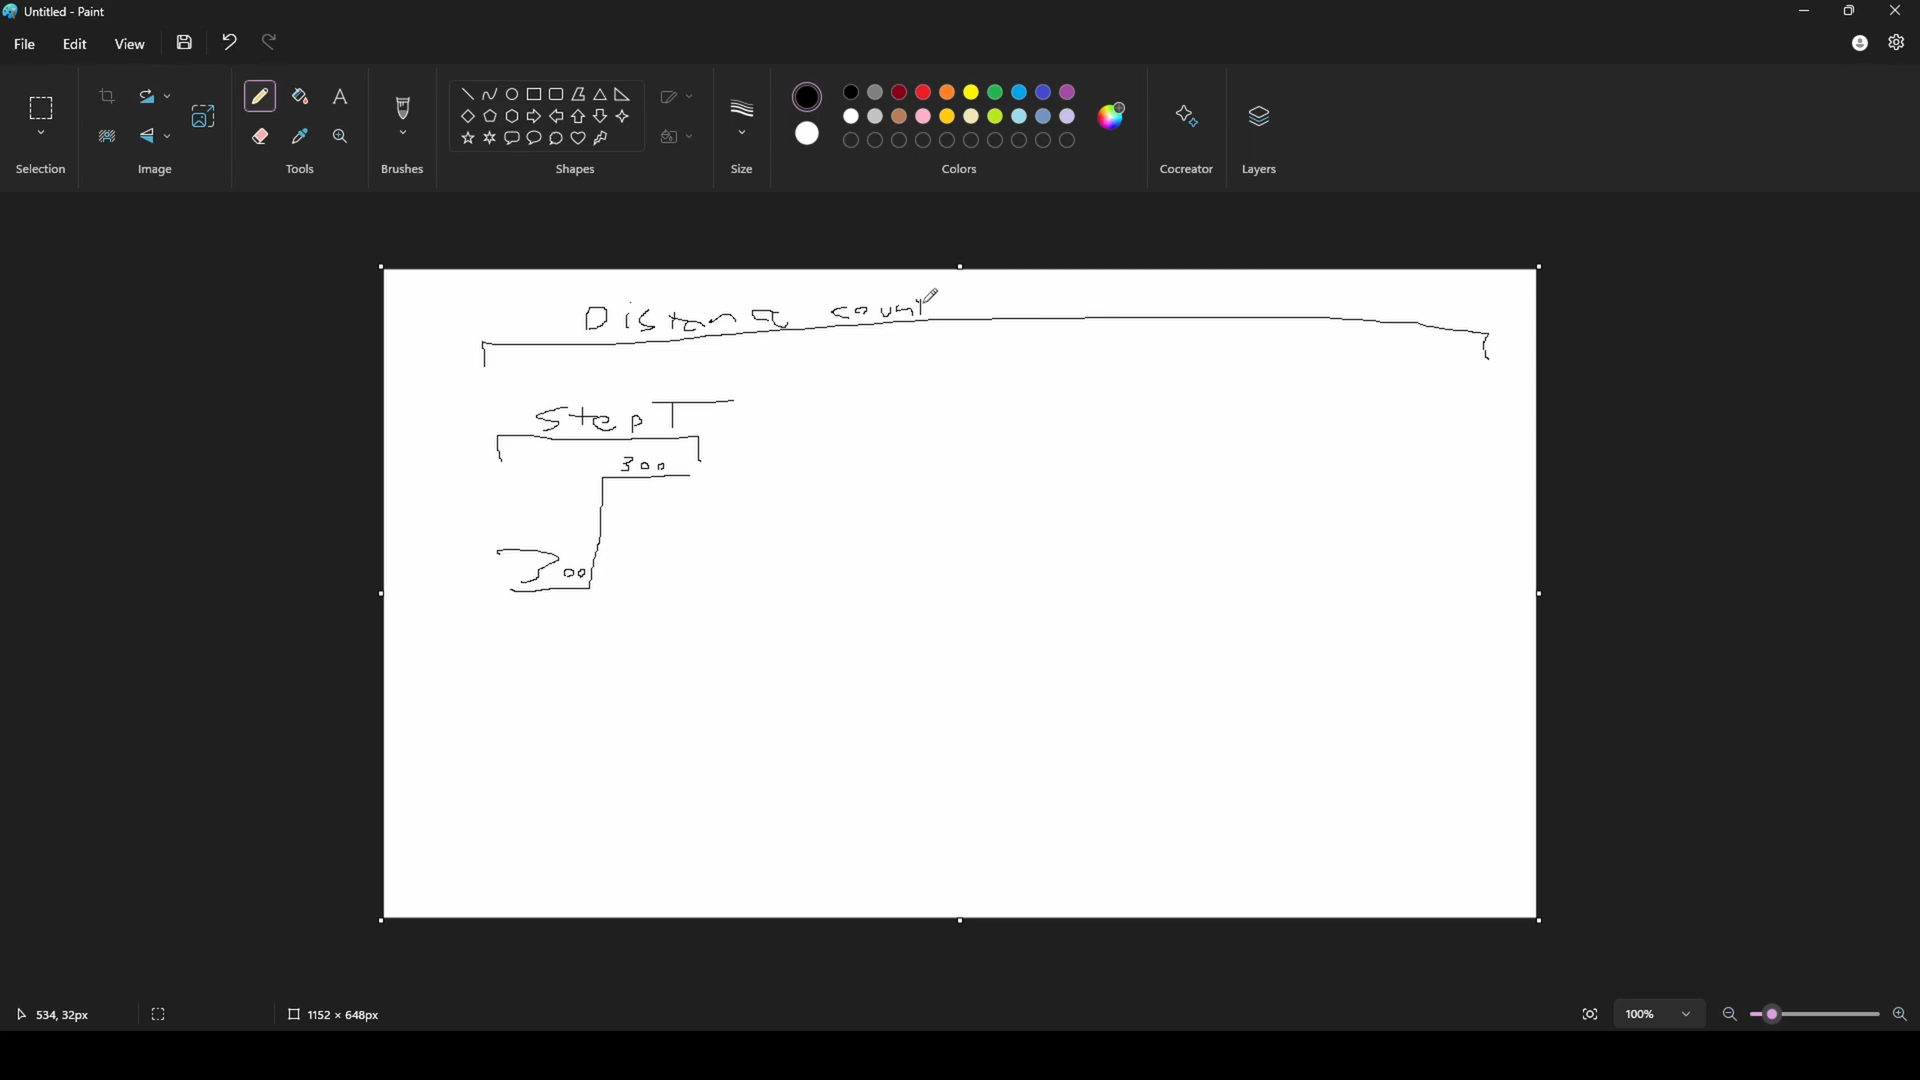 Untitled - Paint
File Edit View
Selection Image Tools Brushes Shapes Size Colors Cocreator Layers
Distance count
Step T
300
300
534, 32px 1152 × 648px 100%